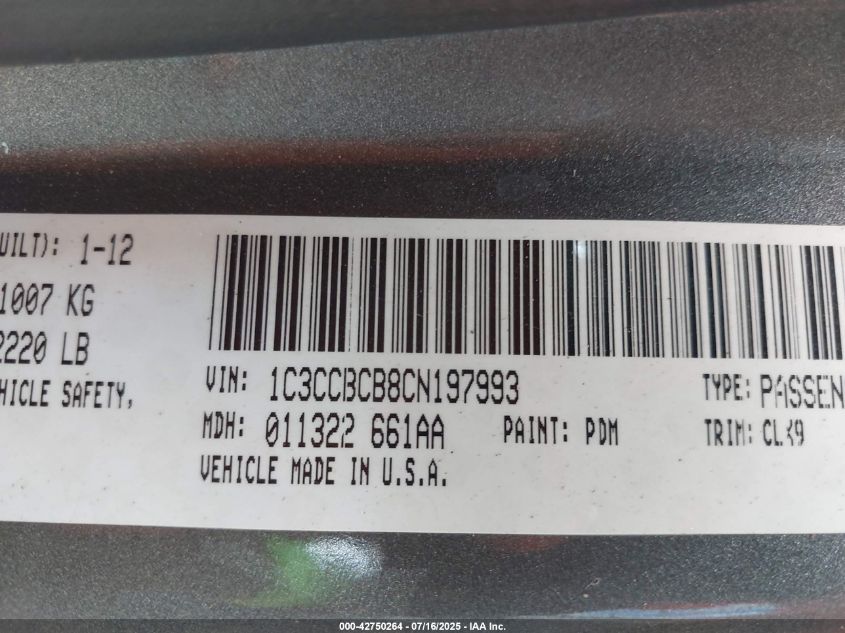 UILT): 1-12
1007 KG
2220 LB
HICLE SAFETY,
VIN: 1C3CCBCB8CN197993
MDH: 011322 661AA
PAINT: PDM
VEHICLE MADE IN U.S.A.
TYPE: PASSEN
TRIM: CLK9
000-42750264 - 07/16/2025 - IAA Inc.